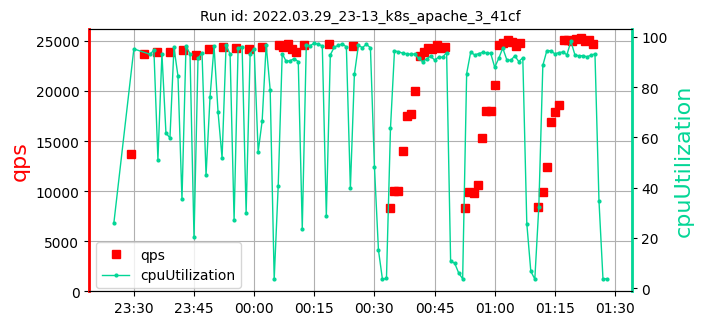 Run id: 2022.03.29_23-13_k8s_apache_3_41cf
25000
20000
15000
10000
5000
0
qps
100
80
60
40
20
0
cpuUtilization
qps
cpuUtilization
23:30 23:45 00:00 00:15 00:30 00:45 01:00 01:15 01:30